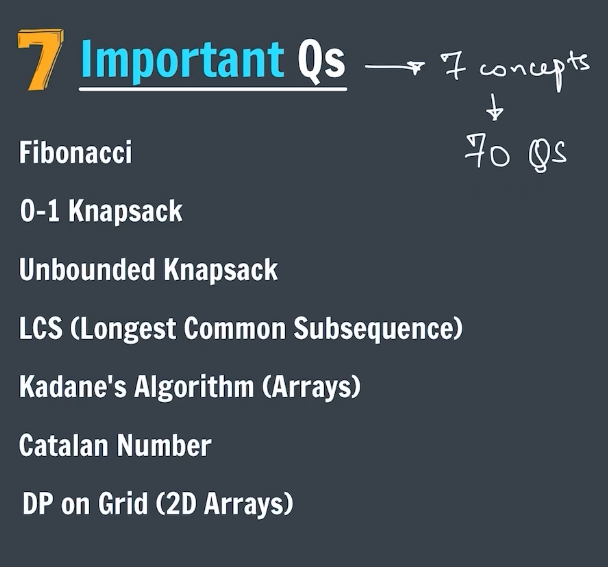 7 Important Qs → 7 concepts
↓
70 Qs
Fibonacci
0-1 Knapsack
Unbounded Knapsack
LCS (Longest Common Subsequence)
Kadane's Algorithm (Arrays)
Catalan Number
DP on Grid (2D Arrays)